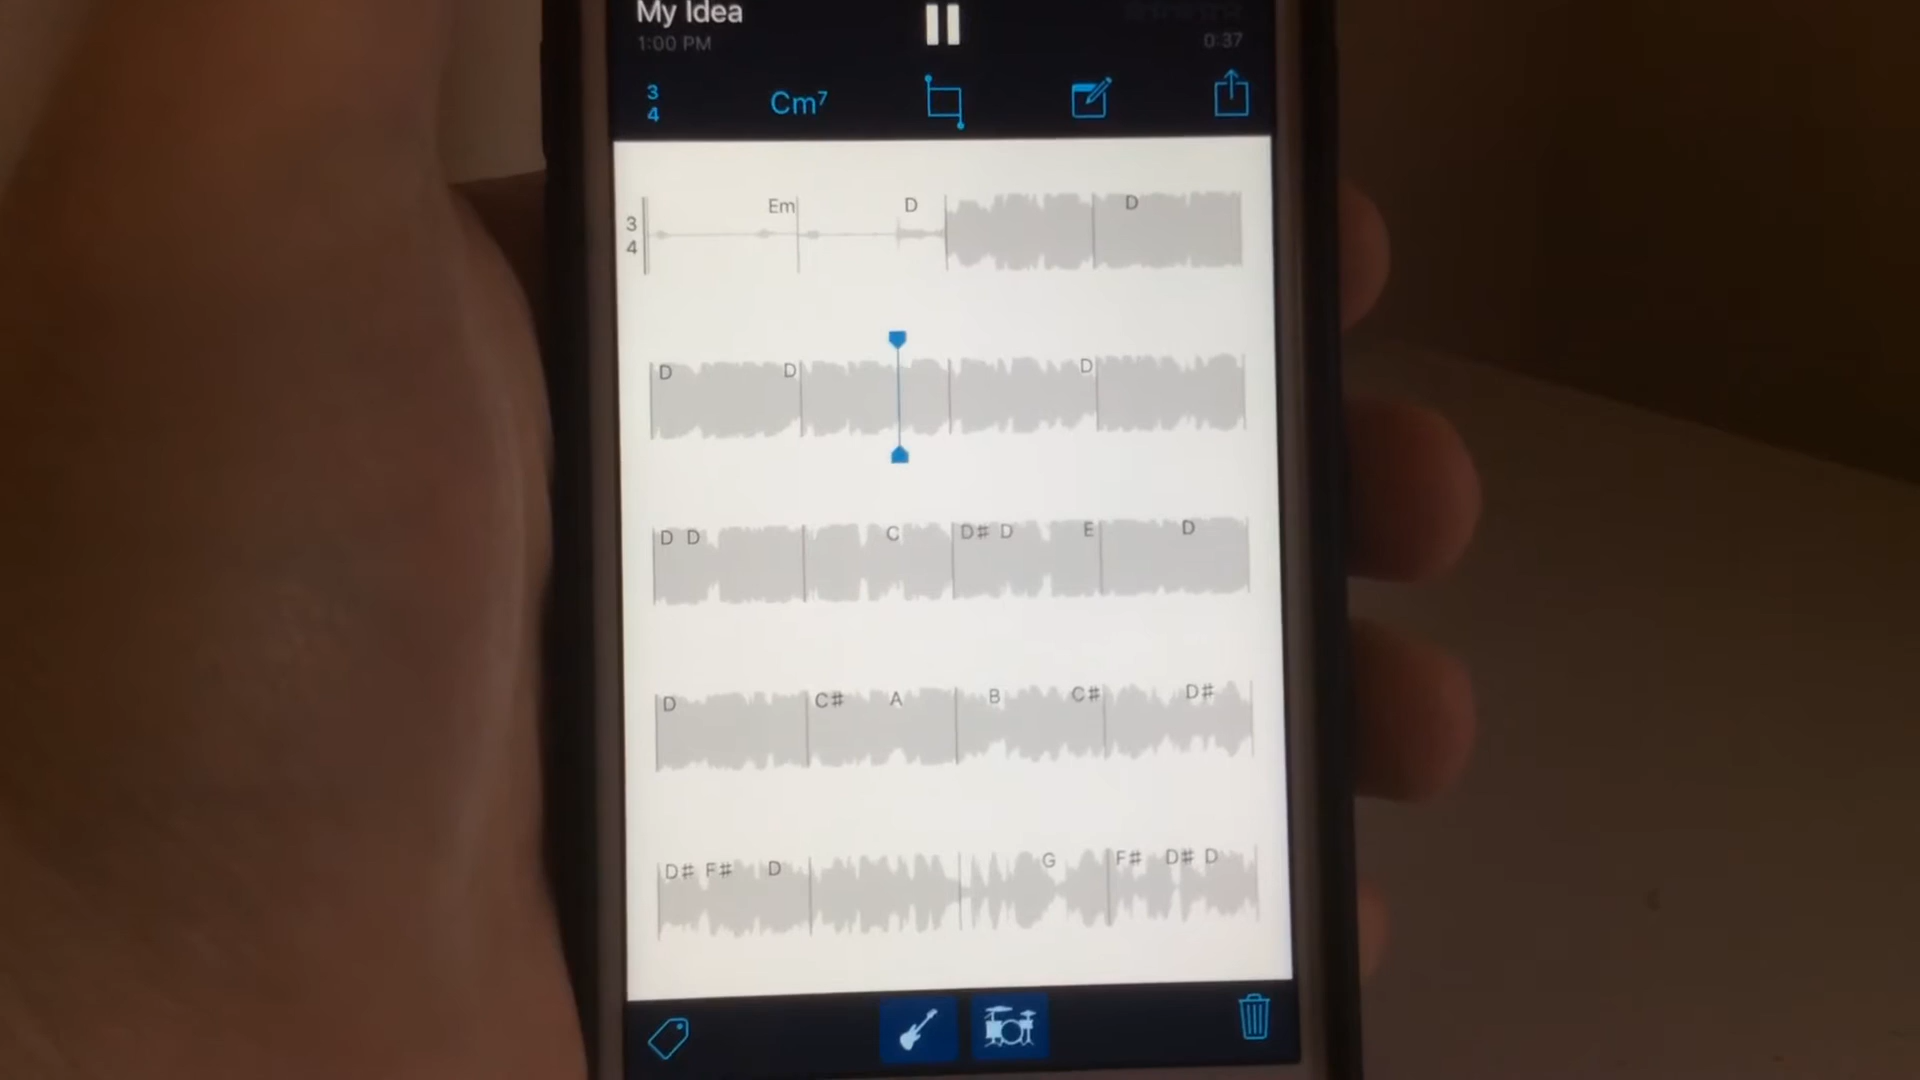 My Idea
1:00 PM
0:37
3
4
Cm7
3
4
Em D D
D D D
D D C D# D E D
D C# A B C# D#
D# F# D G F# D# D